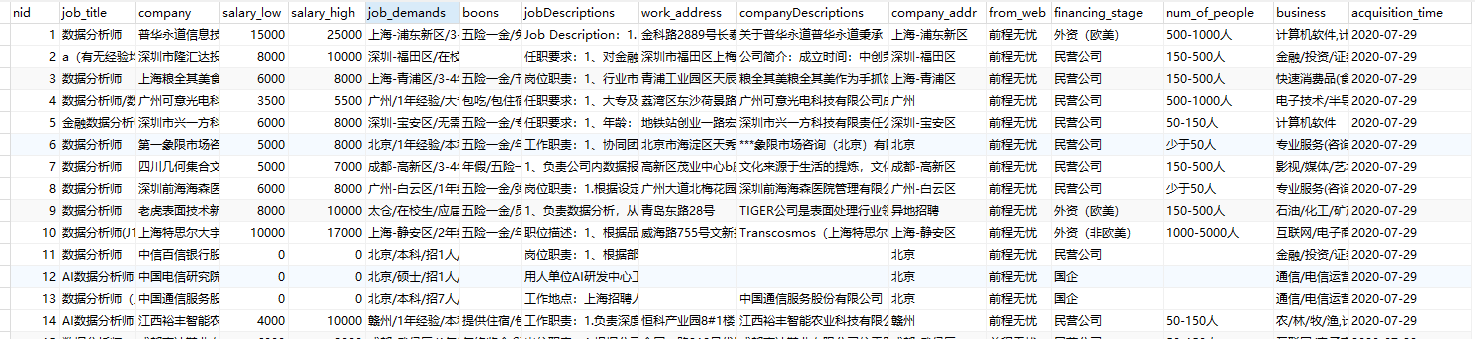 nid job_title company salary_low salary_high job_demands boons jobDescriptions work_address companyDescriptions company_addr from_web financing_stage num_of_people business acquisition_time
1 数据分析师 普华永道信息技 15000 25000 上海-浦东新区/3- 五险一金/ Job Description：1. 金科路2889号长泰 关于普华永道普华永道秉承 上海-浦东新区 前程无忧 外资（欧美） 500-1000人 计算机软件,计 2020-07-29
2 a（有无经验均 深圳市隆汇达投 8000 10000 深圳-福田区/在校 任职要求：1、对金融 深圳市福田区上梅 公司简介：成立时间：中创 深圳-福田区 前程无忧 民营公司 150-500人 金融/投资/证 2020-07-29
3 数据分析师 上海粮全其美食 6000 8000 上海-青浦区/3-4 五险一金/ 岗位职责：1、行业市 青浦工业园区天辰 粮全其美粮全其美作为手抓饼 上海-青浦区 前程无忧 民营公司 150-500人 快速消费品(食 2020-07-29
4 数据分析师/数 广州可意光电科 3500 5500 广州/1年经验/大 包吃/包住宿 任职要求：1、大专及 荔湾区东沙荷景路 广州可意光电科技有限公司 广州 前程无忧 民营公司 500-1000人 电子技术/半导 2020-07-29
5 金融数据分析 深圳市兴一方科 6000 8000 深圳-宝安区/无需 五险一金/ 任职要求：1、年龄： 地铁站创业一路宏 深圳市兴一方科技有限责任公 深圳-宝安区 前程无忧 民营公司 50-150人 计算机软件 2020-07-29
6 数据分析师 第一象限市场咨 5000 8000 北京/1年经验/本 五险一金/ 工作职责：1、协同团 北京市海淀区天秀 ***象限市场咨询（北京）有 北京 前程无忧 民营公司 少于50人 专业服务(咨询 2020-07-29
7 数据分析师 四川几何集合文 5000 7000 成都-高新区/3-4 年假/五险一 1、负责公司内数据报 高新区茂业中心b 文化来源于生活的提炼，文化 成都-高新区 前程无忧 民营公司 150-500人 影视/媒体/艺术 2020-07-29
8 数据分析师 深圳前海海森医 6000 8000 广州-白云区/1年 五险一金/ 岗位职责：1.根据设定 广州大道北梅花园 深圳前海海森医院管理有限公 广州-白云区 前程无忧 民营公司 少于50人 专业服务(咨询 2020-07-29
9 数据分析师 老虎表面技术新 8000 10000 太仓/在校生/应届 五险一金/ 1、负责数据分析，从 青岛东路28号 TIGER公司是表面处理行业领 异地招聘 前程无忧 外资（欧美） 150-500人 石油/化工/矿产 2020-07-29
10 数据分析师(J1 上海特思尔大宇 10000 17000 上海-静安区/2年 五险一金/ 职位描述：1、根据品 威海路755号文新 Transcosmos（上海特思尔 上海-静安区 前程无忧 外资（非欧美） 1000-5000人 互联网/电子商 2020-07-29
11 数据分析师 中信百信银行股 0 0 北京/本科/招1人/ 岗位职责：1、根据部 北京 前程无忧 民营公司 金融/投资/证 2020-07-29
12 AI数据分析师 中国电信研究院 0 0 北京/硕士/招1人 用人单位AI研发中心工 北京 前程无忧 国企 通信/电信运营 2020-07-29
13 数据分析师（ 中国通信服务股 0 0 北京/本科/招7人/ 工作地点：上海招聘人 中国通信服务股份有限公司 北京 前程无忧 国企 通信/电信运营 2020-07-29
14 AI数据分析师 江西裕丰智能农 4000 10000 赣州/1年经验/本科 提供住宿/ 工作职责：1.负责深度 恒科产业园8#1楼 江西裕丰智能农业科技有限公 赣州 前程无忧 民营公司 50-150人 农/林/牧/渔,计 2020-07-29